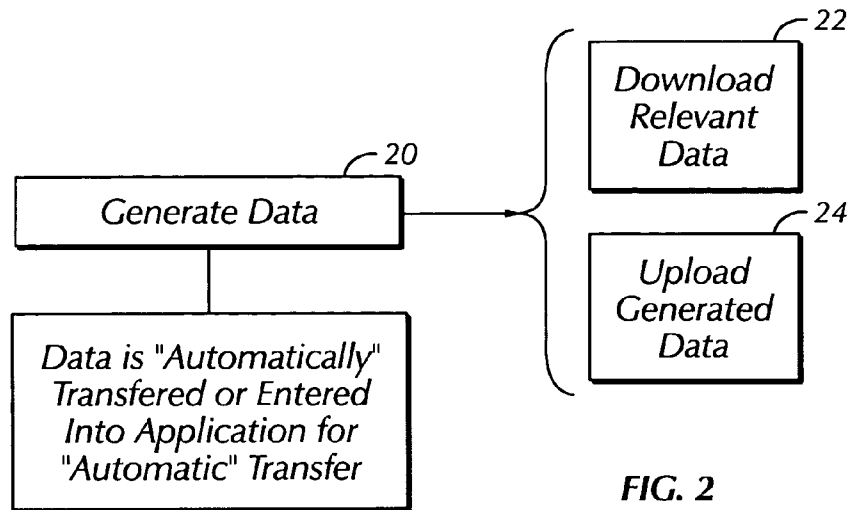 22
Download
Relevant
Data
20
Generate Data
24
Upload
Generated
Data
Data is "Automatically"
Transfered or Entered
Into Application for
"Automatic" Transfer
FIG. 2